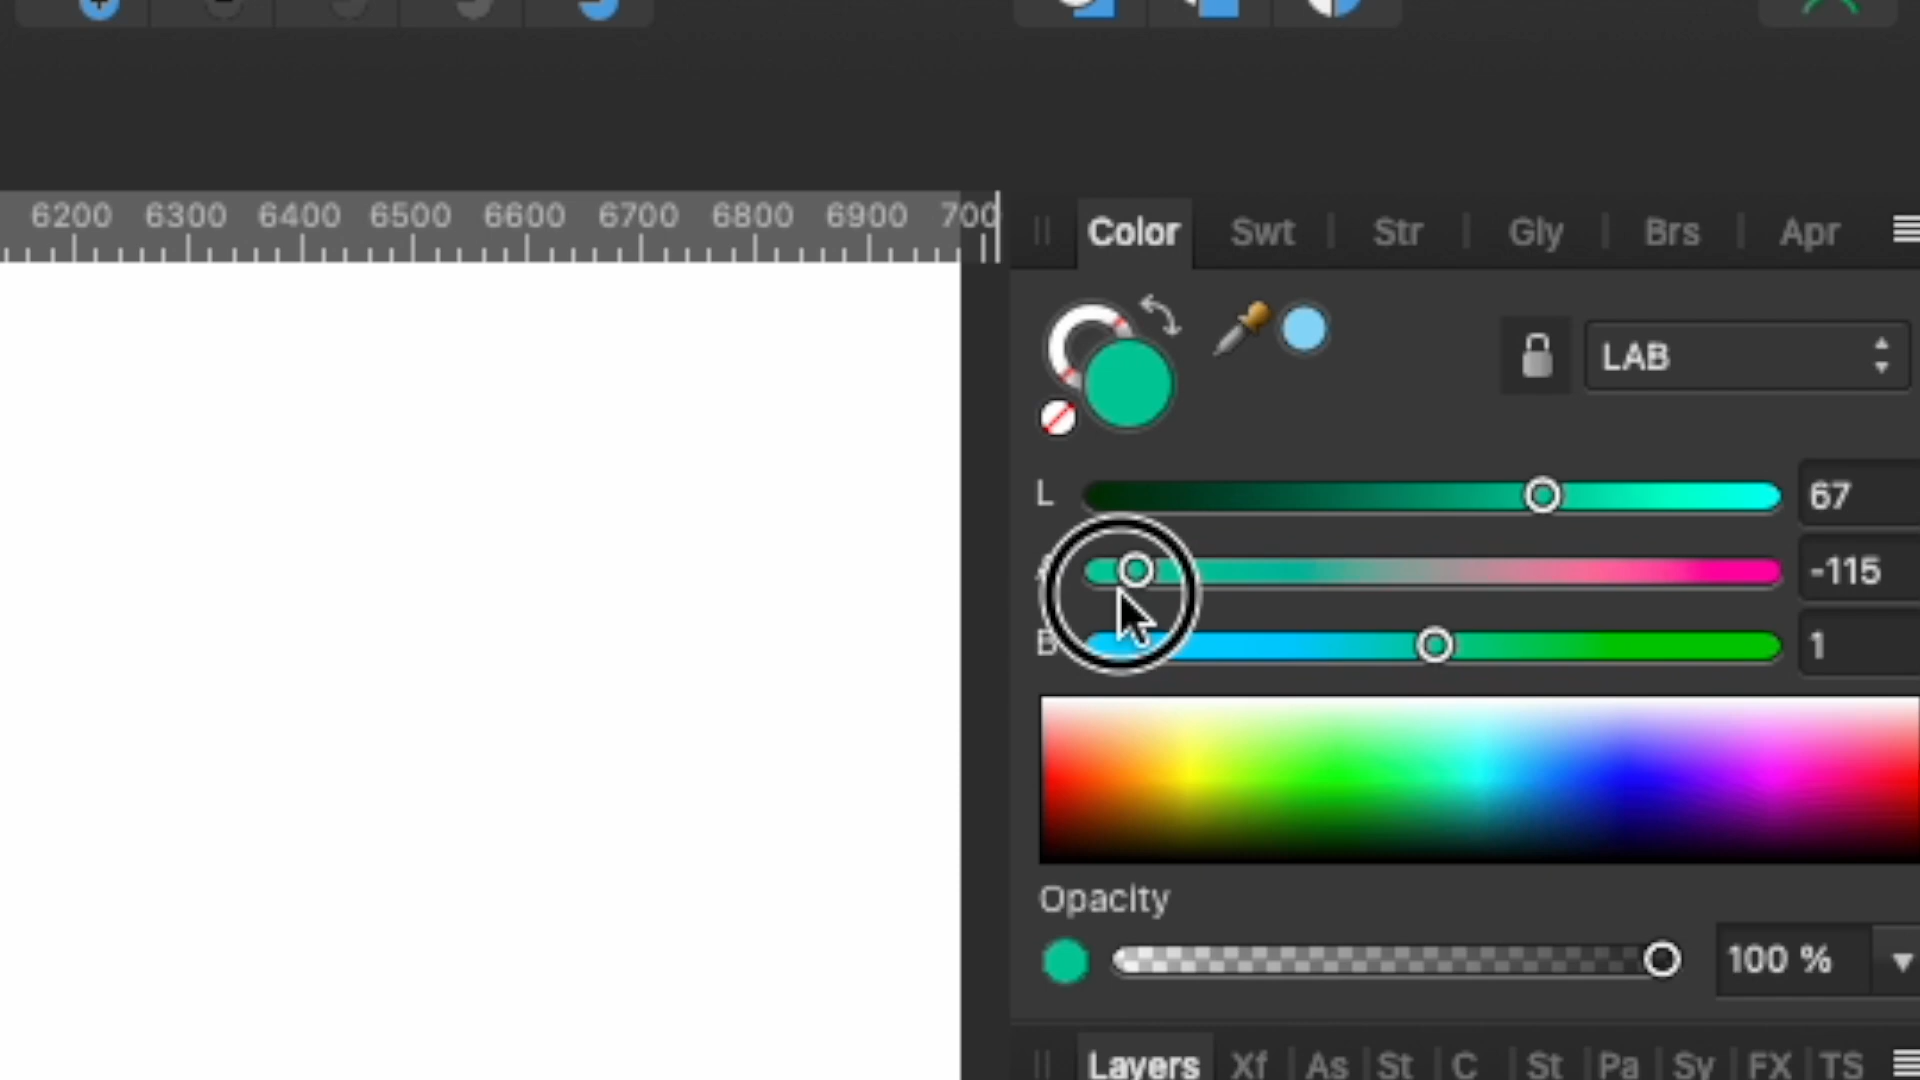 6200 6300 6400 6500 6600 6700 6800 6900 700
Color Swt Str Gly Brs Apr
LAB
L 67
-115
B 1
Opacity
100 %
Layers Xf As St C St Pa Sy FX TS